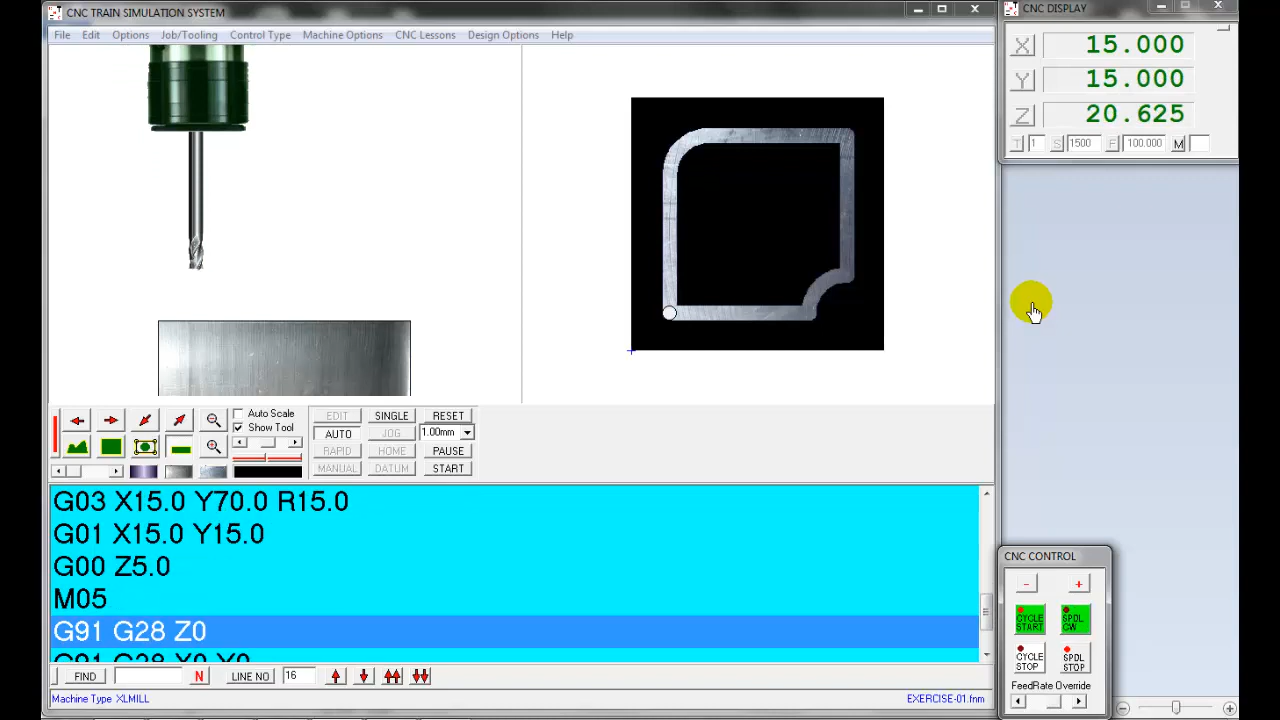 CNC TRAIN SIMULATION SYSTEM
File Edit Options Job/Tooling Control Type Machine Options CNC Lessons Design Options Help
CNC DISPLAY
X 15.000
Y 15.000
Z 20.625
T 1 S 1500 F 100.000 M
Auto Scale
Show Tool
EDIT SINGLE RESET
AUTO JOG 1.00mm
RAPID HOME PAUSE
MANUAL DATUM START
G03 X15.0 Y70.0 R15.0
G01 X15.0 Y15.0
G00 Z5.0
M05
G91 G28 Z0
G91 G28 X0 Y0
FIND N LINE NO 16
Machine Type XLMILL
EXERCISE-01.fnm
CNC CONTROL
- +
CYCLE START
SPDL CW
CYCLE STOP
SPDL STOP
FeedRate Override